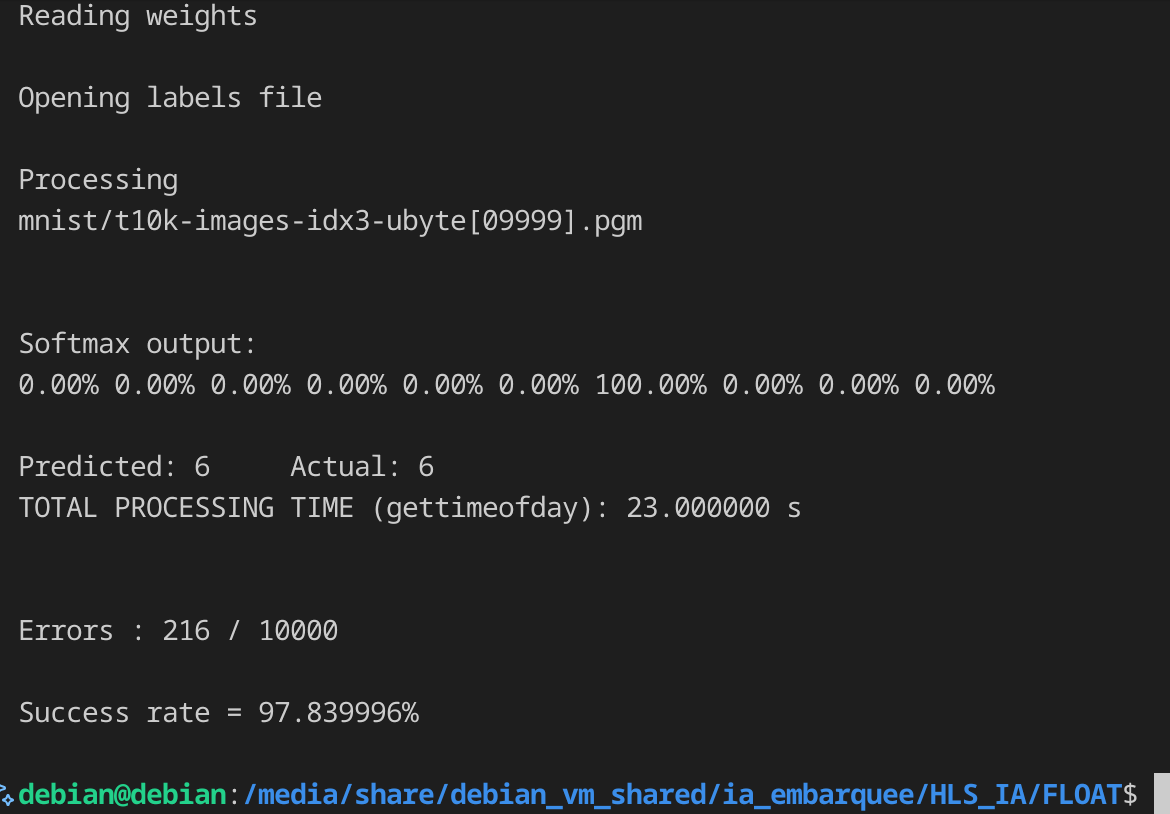 Reading weights
Opening labels file
Processing
mnist/t10k-images-idx3-ubyte[09999].pgm
Softmax output:
0.00% 0.00% 0.00% 0.00% 0.00% 0.00% 100.00% 0.00% 0.00% 0.00%
Predicted: 6     Actual: 6
TOTAL PROCESSING TIME (gettimeofday): 23.000000 s
Errors : 216 / 10000
Success rate = 97.839996%
debian@debian:/media/share/debian_vm_shared/ia_embarquee/HLS_IA/FLOAT$